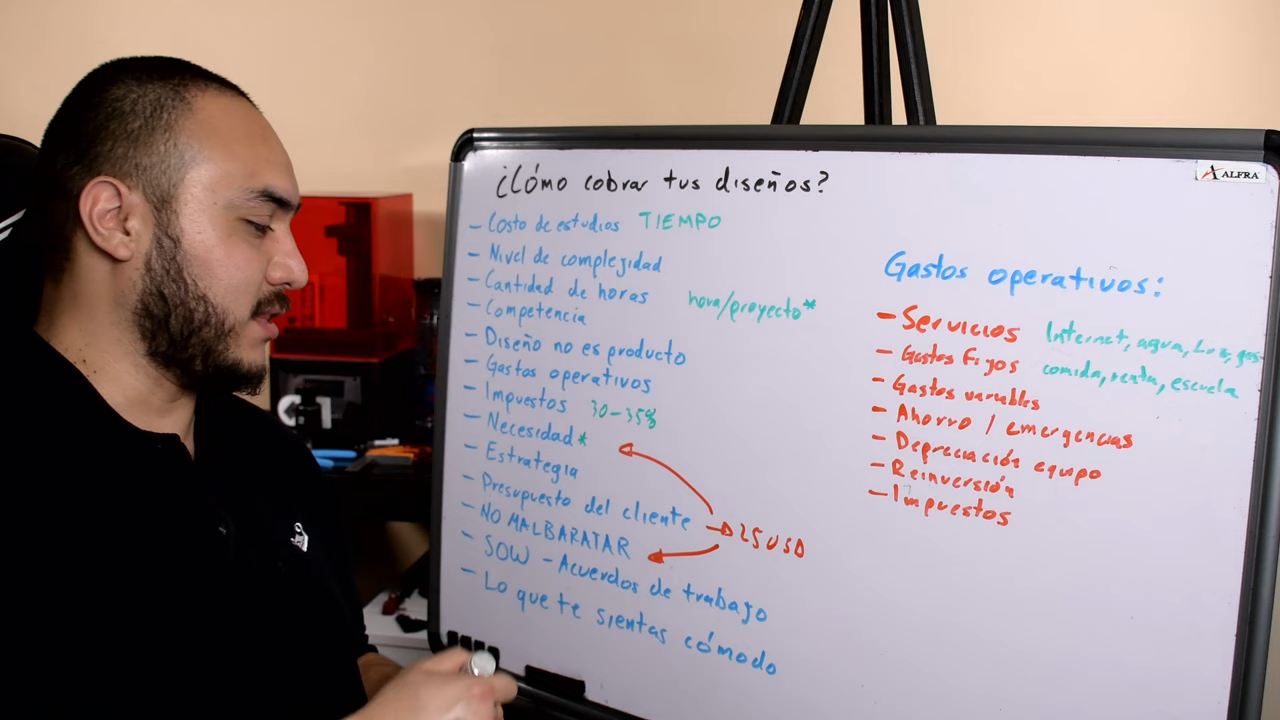 ¿Cómo cobrar tus diseños?
- Costo de estudios TIEMPO
- Nivel de complejidad
- Cantidad de horas hora/proyecto*
- Competencia
- Diseño no es producto
- Gastos operativos
- Impuestos 30-35%
- Necesidad*
- Estrategia
- Presupuesto del cliente → 25 USD
- NO MALBARATAR
- SOW - Acuerdos de trabajo
- Lo que te sientas cómodo
ALFRA
Gastos operativos:
- Servicios Internet, agua, Luz, gas
- Gastos fijos comida, renta, escuela
- Gastos variables
- Ahorro / emergencias
- Depreciación equipo
- Reinversión
- Impuestos